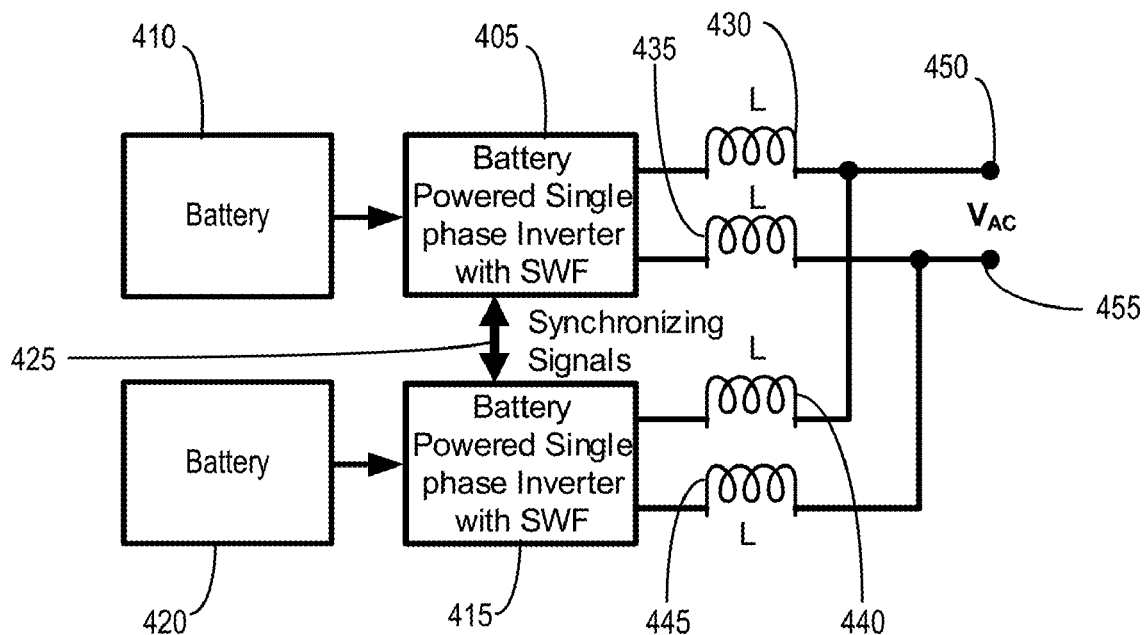 410
405
435
430
450
L
Battery
Battery
Powered Single
phase Inverter
with SWF
L
VAC
455
425
Synchronizing
Signals
L
Battery
Battery
Powered Single
phase Inverter
with SWF
L
420
415
445
440